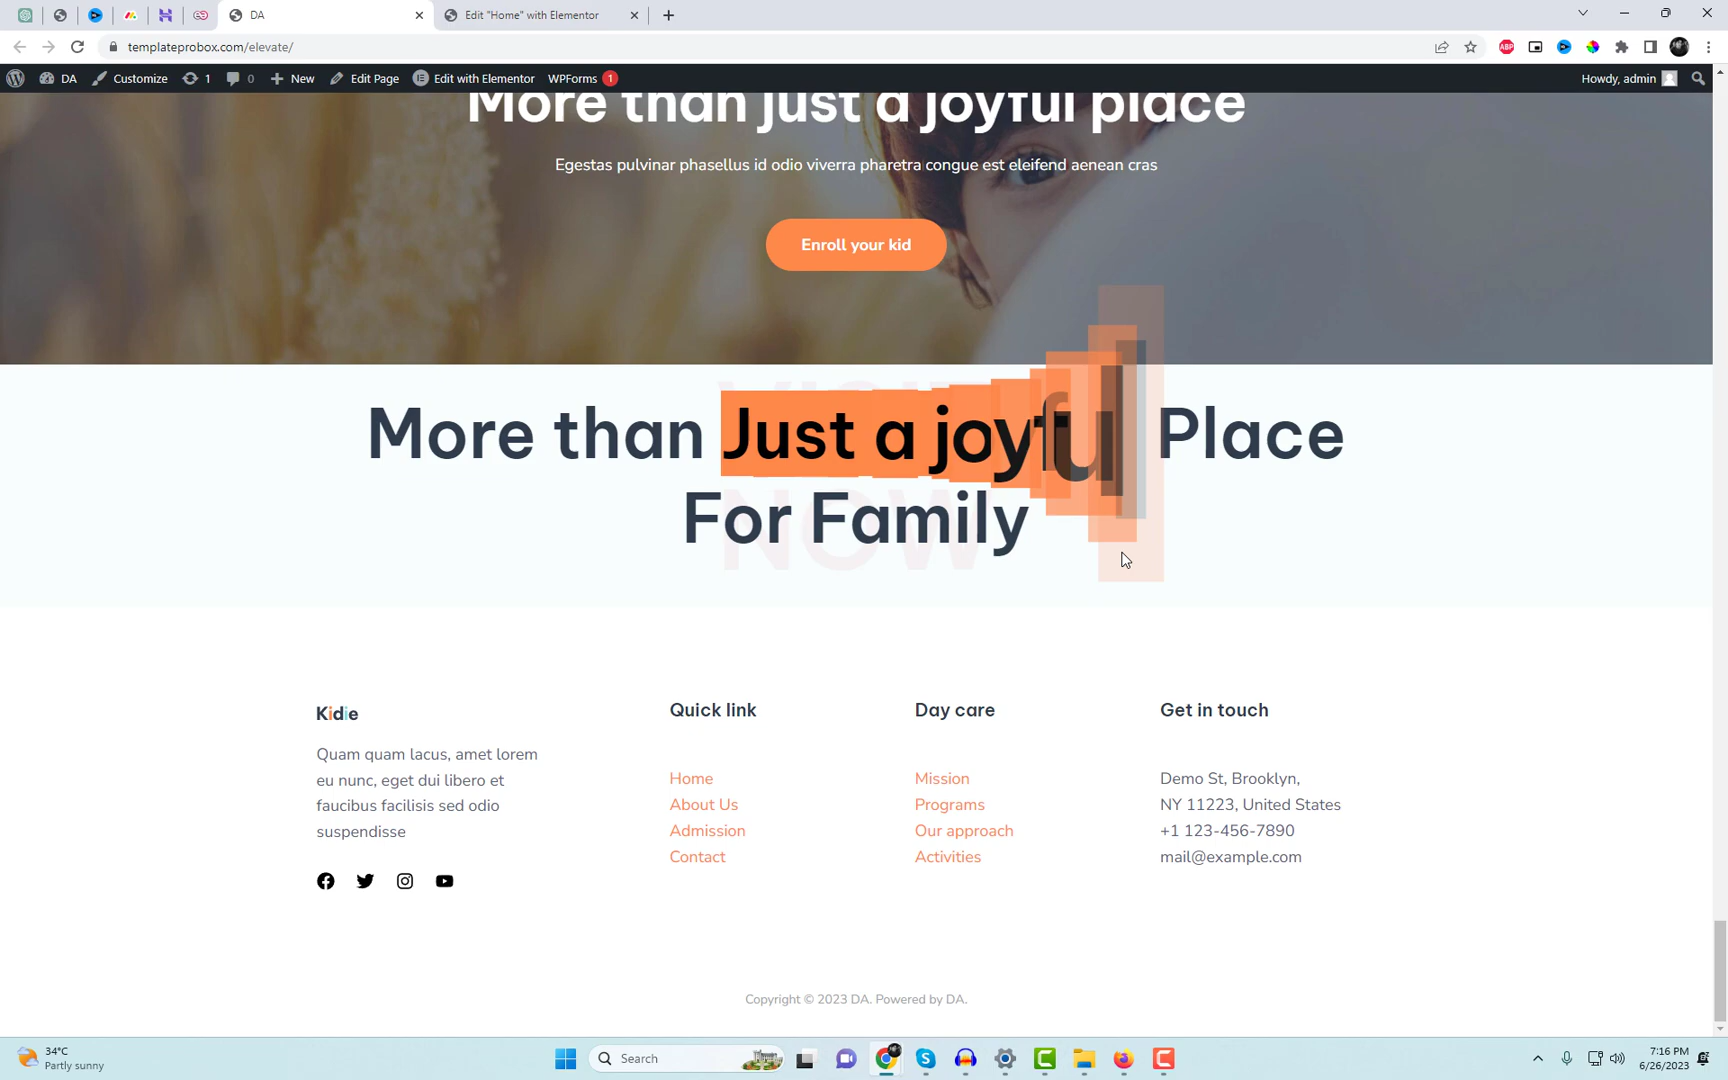 DA
Edit "Home" with Elementor
templateprobox.com/elevate/
ABP
DA Customize 1 0 New Edit Page Edit with Elementor WPForms 1 Howdy, admin
More than just a joyful place
Egestas pulvinar phasellus id odio viverra pharetra congue est eleifend aenean cras
Enroll your kid
VISIT
NOW
More than Just a joyful Place
For Family
Kidie
Quam quam lacus, amet lorem
eu nunc, eget dui libero et
faucibus facilisis sed odio
suspendisse
Quick link
Home
About Us
Admission
Contact
Day care
Mission
Programs
Our approach
Activities
Get in touch
Demo St, Brooklyn,
NY 11223, United States
+1 123-456-7890
mail@example.com
Copyright © 2023 DA. Powered by DA.
34°C
Partly sunny
Search
7:16 PM
6/26/2023